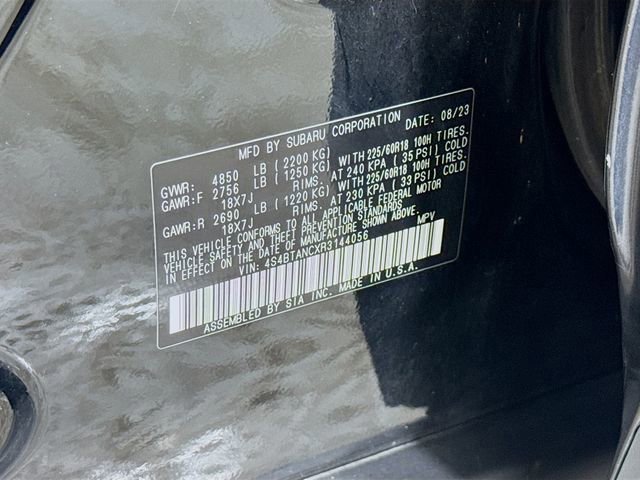 MFD BY SUBARU CORPORATION DATE: 08/23
GVWR: 4850 LB (2200 KG)
GAWR:F 2756 LB (1250 KG) WITH 225/60R18 100H TIRES.
18X7J RIMS. AT 240 KPA (35 PSI) COLD
GAWR:R 2690 LB (1220 KG) WITH 225/60R18 100H TIRES.
18X7J RIMS. AT 230 KPA (33 PSI) COLD
THIS VEHICLE CONFORMS TO ALL APPLICABLE FEDERAL MOTOR
VEHICLE SAFETY AND THEFT PREVENTION STANDARDS
IN EFFECT ON THE DATE OF MANUFACTURE SHOWN ABOVE.
VIN: 4S4BTANCXR3144056 MPV
ASSEMBLED BY SIA INC. MADE IN U.S.A.